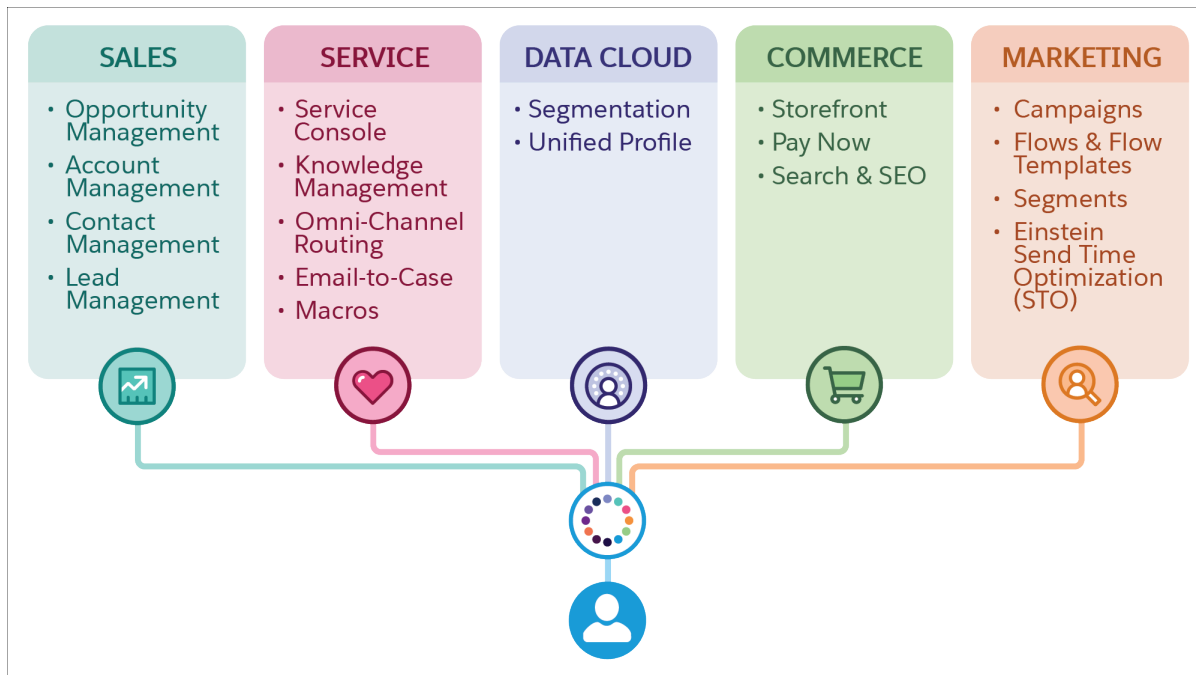 SALES
• Opportunity
Management
• Account
Management
• Contact
Management
• Lead
Management
SERVICE
• Service
Console
• Knowledge
Management
• Omni-Channel
Routing
• Email-to-Case
• Macros
DATA CLOUD
• Segmentation
• Unified Profile
COMMERCE
• Storefront
• Pay Now
• Search & SEO
MARKETING
• Campaigns
• Flows & Flow
Templates
• Segments
• Einstein
Send Time
Optimization
(STO)